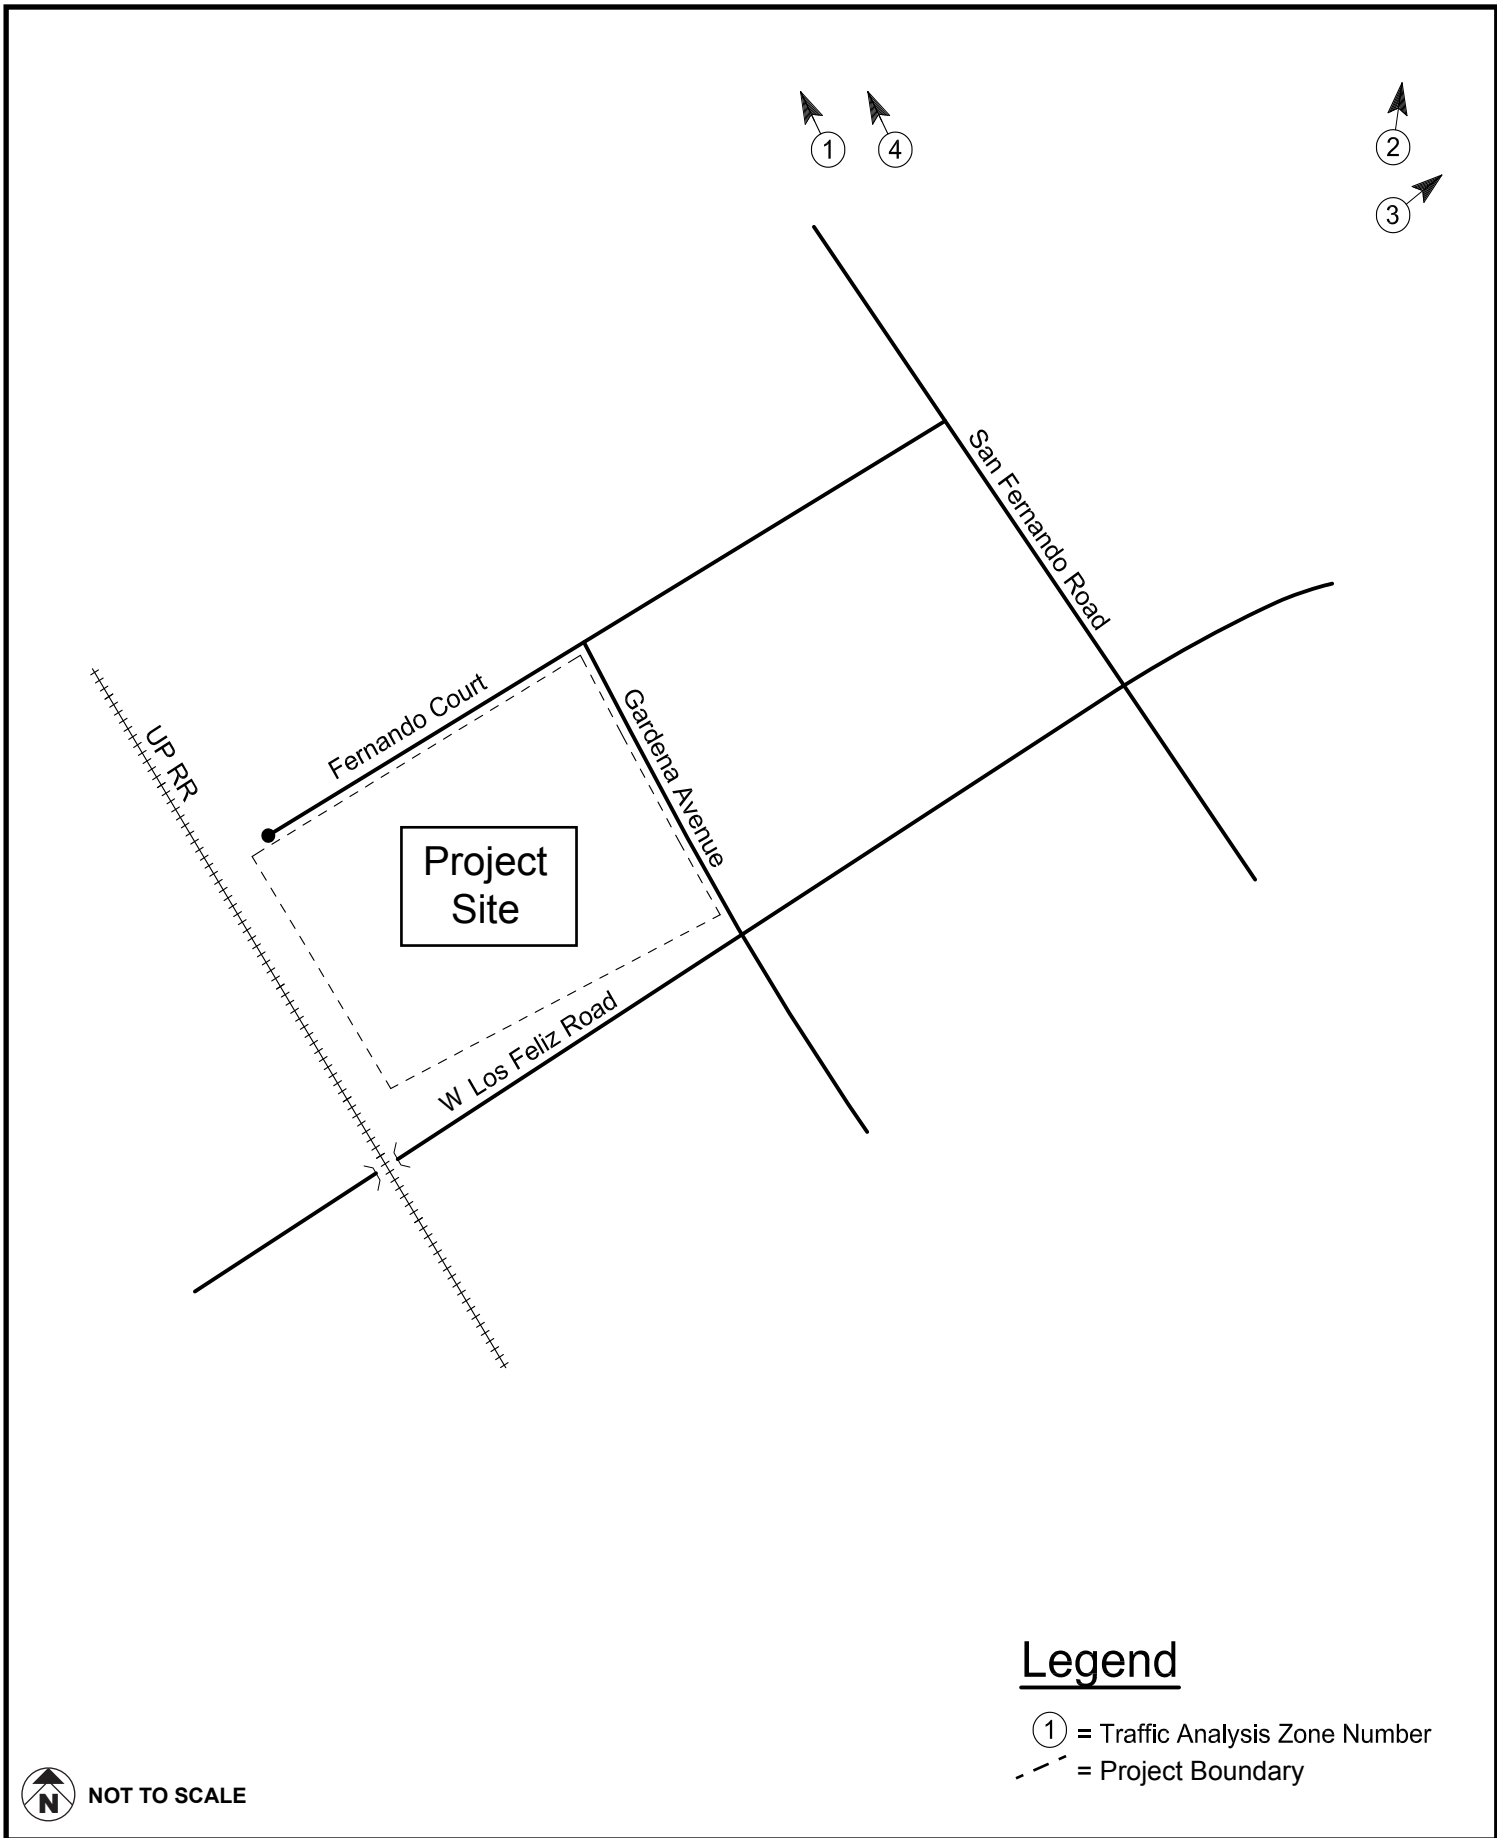 1
4
2
3
San Fernando Road
Fernando Court
Gardena Avenue
UP RR
Project
Site
W Los Feliz Road
Legend
1 = Traffic Analysis Zone Number
= Project Boundary
N NOT TO SCALE